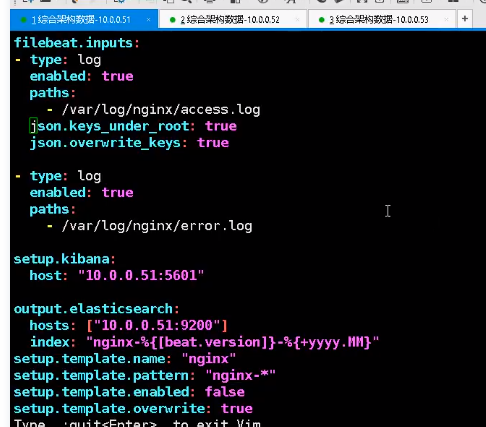 1 综合架构数据-10.0.0.51 × 2 综合架构数据-10.0.0.52 × 3 综合架构数据-10.0.0.53 × +
filebeat.inputs:
- type: log
  enabled: true
  paths:
    - /var/log/nginx/access.log
  json.keys_under_root: true
  json.overwrite_keys: true

- type: log
  enabled: true
  paths:
    - /var/log/nginx/error.log

setup.kibana:
  host: "10.0.0.51:5601"

output.elasticsearch:
  hosts: ["10.0.0.51:9200"]
  index: "nginx-%{[beat.version]}-%{+yyyy.MM}"
setup.template.name: "nginx"
setup.template.pattern: "nginx-*"
setup.template.enabled: false
setup.template.overwrite: true
Type  :quit<Enter>  to exit Vim